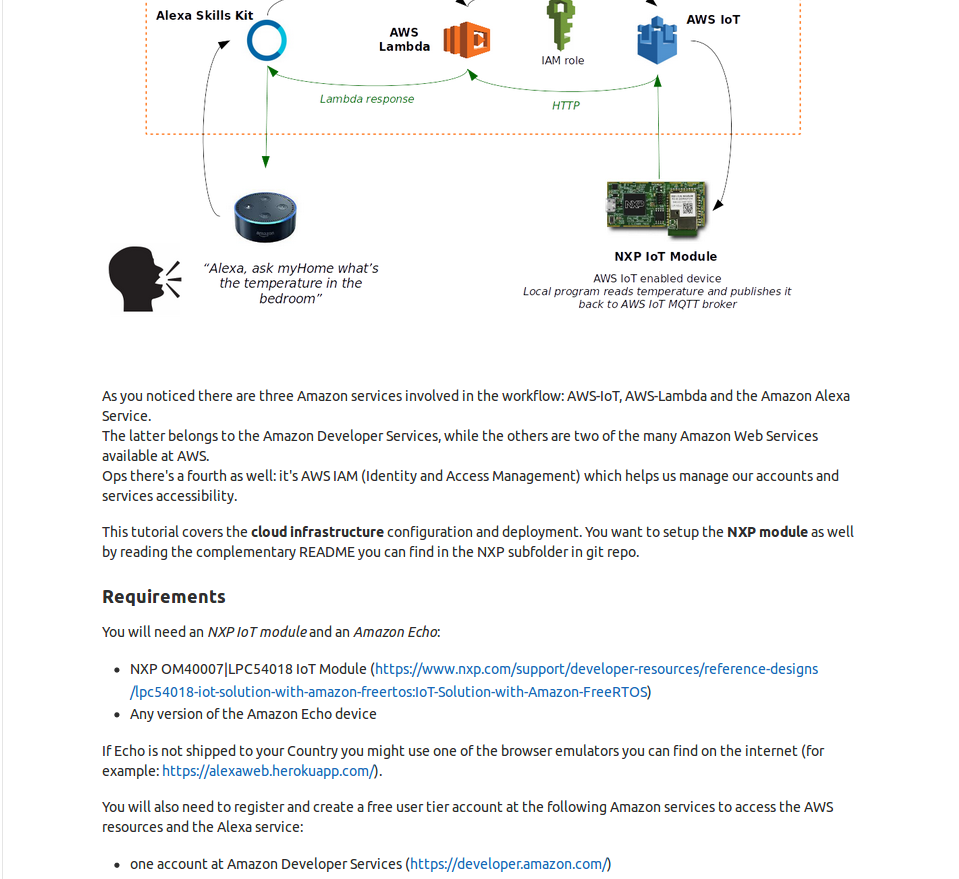 Alexa Skills Kit
AWS IoT
AWS
Lambda
IAM role
Lambda response
HTTP
NXP
amazon
NXP IoT Module
“Alexa, ask myHome what’s
the temperature in the
bedroom”
AWS IoT enabled device
Local program reads temperature and publishes it
back to AWS IoT MQTT broker
As you noticed there are three Amazon services involved in the workflow: AWS-IoT, AWS-Lambda and the Amazon Alexa
Service.
The latter belongs to the Amazon Developer Services, while the others are two of the many Amazon Web Services
available at AWS.
Ops there's a fourth as well: it's AWS IAM (Identity and Access Management) which helps us manage our accounts and
services accessibility.
This tutorial covers the cloud infrastructure configuration and deployment. You want to setup the NXP module as well
by reading the complementary README you can find in the NXP subfolder in git repo.
Requirements
You will need an NXP IoT module and an Amazon Echo:
• NXP OM40007|LPC54018 IoT Module (https://www.nxp.com/support/developer-resources/reference-designs
/lpc54018-iot-solution-with-amazon-freertos:IoT-Solution-with-Amazon-FreeRTOS)
• Any version of the Amazon Echo device
If Echo is not shipped to your Country you might use one of the browser emulators you can find on the internet (for
example: https://alexaweb.herokuapp.com/).
You will also need to register and create a free user tier account at the following Amazon services to access the AWS
resources and the Alexa service:
• one account at Amazon Developer Services (https://developer.amazon.com/)